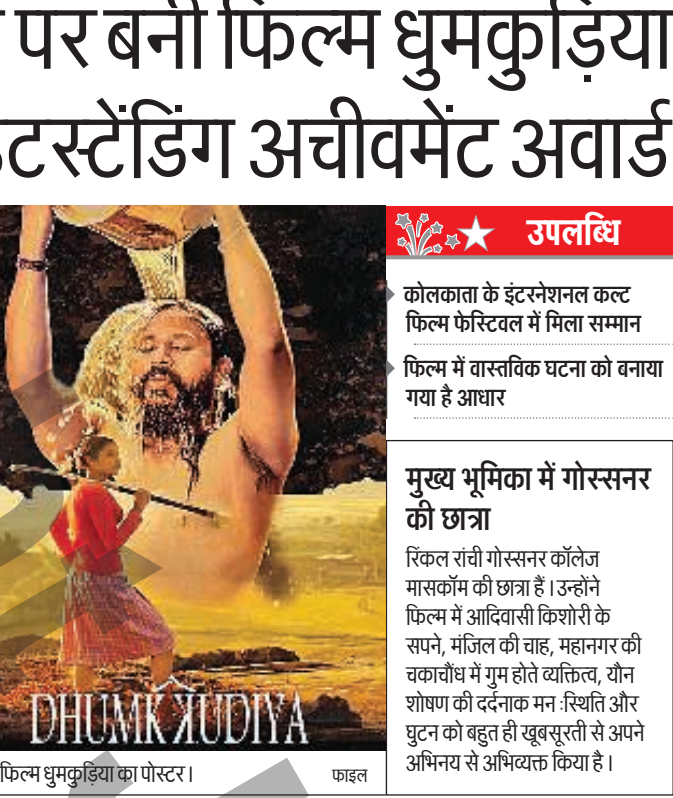 पर बनी फिल्म धुमकुड़िया
टस्टेंडिंग अचीवमेंट अवार्ड
DHUMKKUDIYA
फिल्म धुमकुड़िया का पोस्टर।
फाइल
उपलब्धि
कोलकाता के इंटरनेशनल कल्ट
फिल्म फेस्टिवल में मिला सम्मान
फिल्म में वास्तविक घटना को बनाया
गया है आधार
मुख्य भूमिका में गोस्सनर
की छात्रा
रिंकल रांची गोस्सनर कॉलेज
मासकॉम की छात्रा हैं। उन्होंने
फिल्म में आदिवासी किशोरी के
सपने, मंजिल की चाह, महानगर की
चकाचौंध में गुम होते व्यक्तित्व, यौन
शोषण की दर्दनाक मन :स्थिति और
घुटन को बहुत ही खूबसूरती से अपने
अभिनय से अभिव्यक्त किया है।